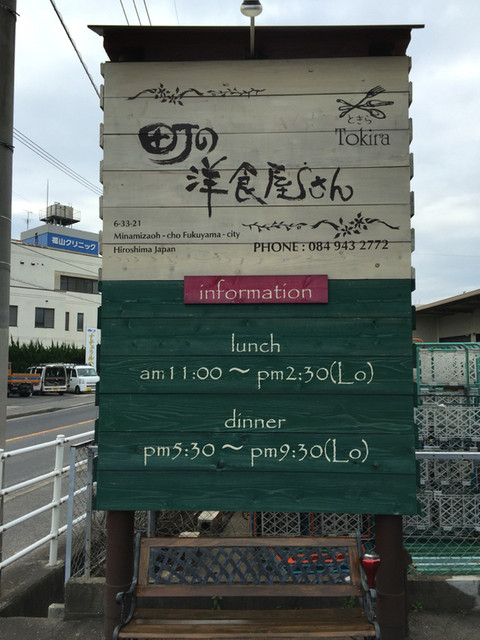 町の
洋食屋Sさん
とぎら
Tokira
6-33-21
Minamizaoh - cho Fukuyama - city
Hiroshima Japan
PHONE : 084 943 2772
information
lunch
am11:00 〜 pm2:30(Lo)
dinner
pm5:30 〜 pm9:30(Lo)
福山クリニック